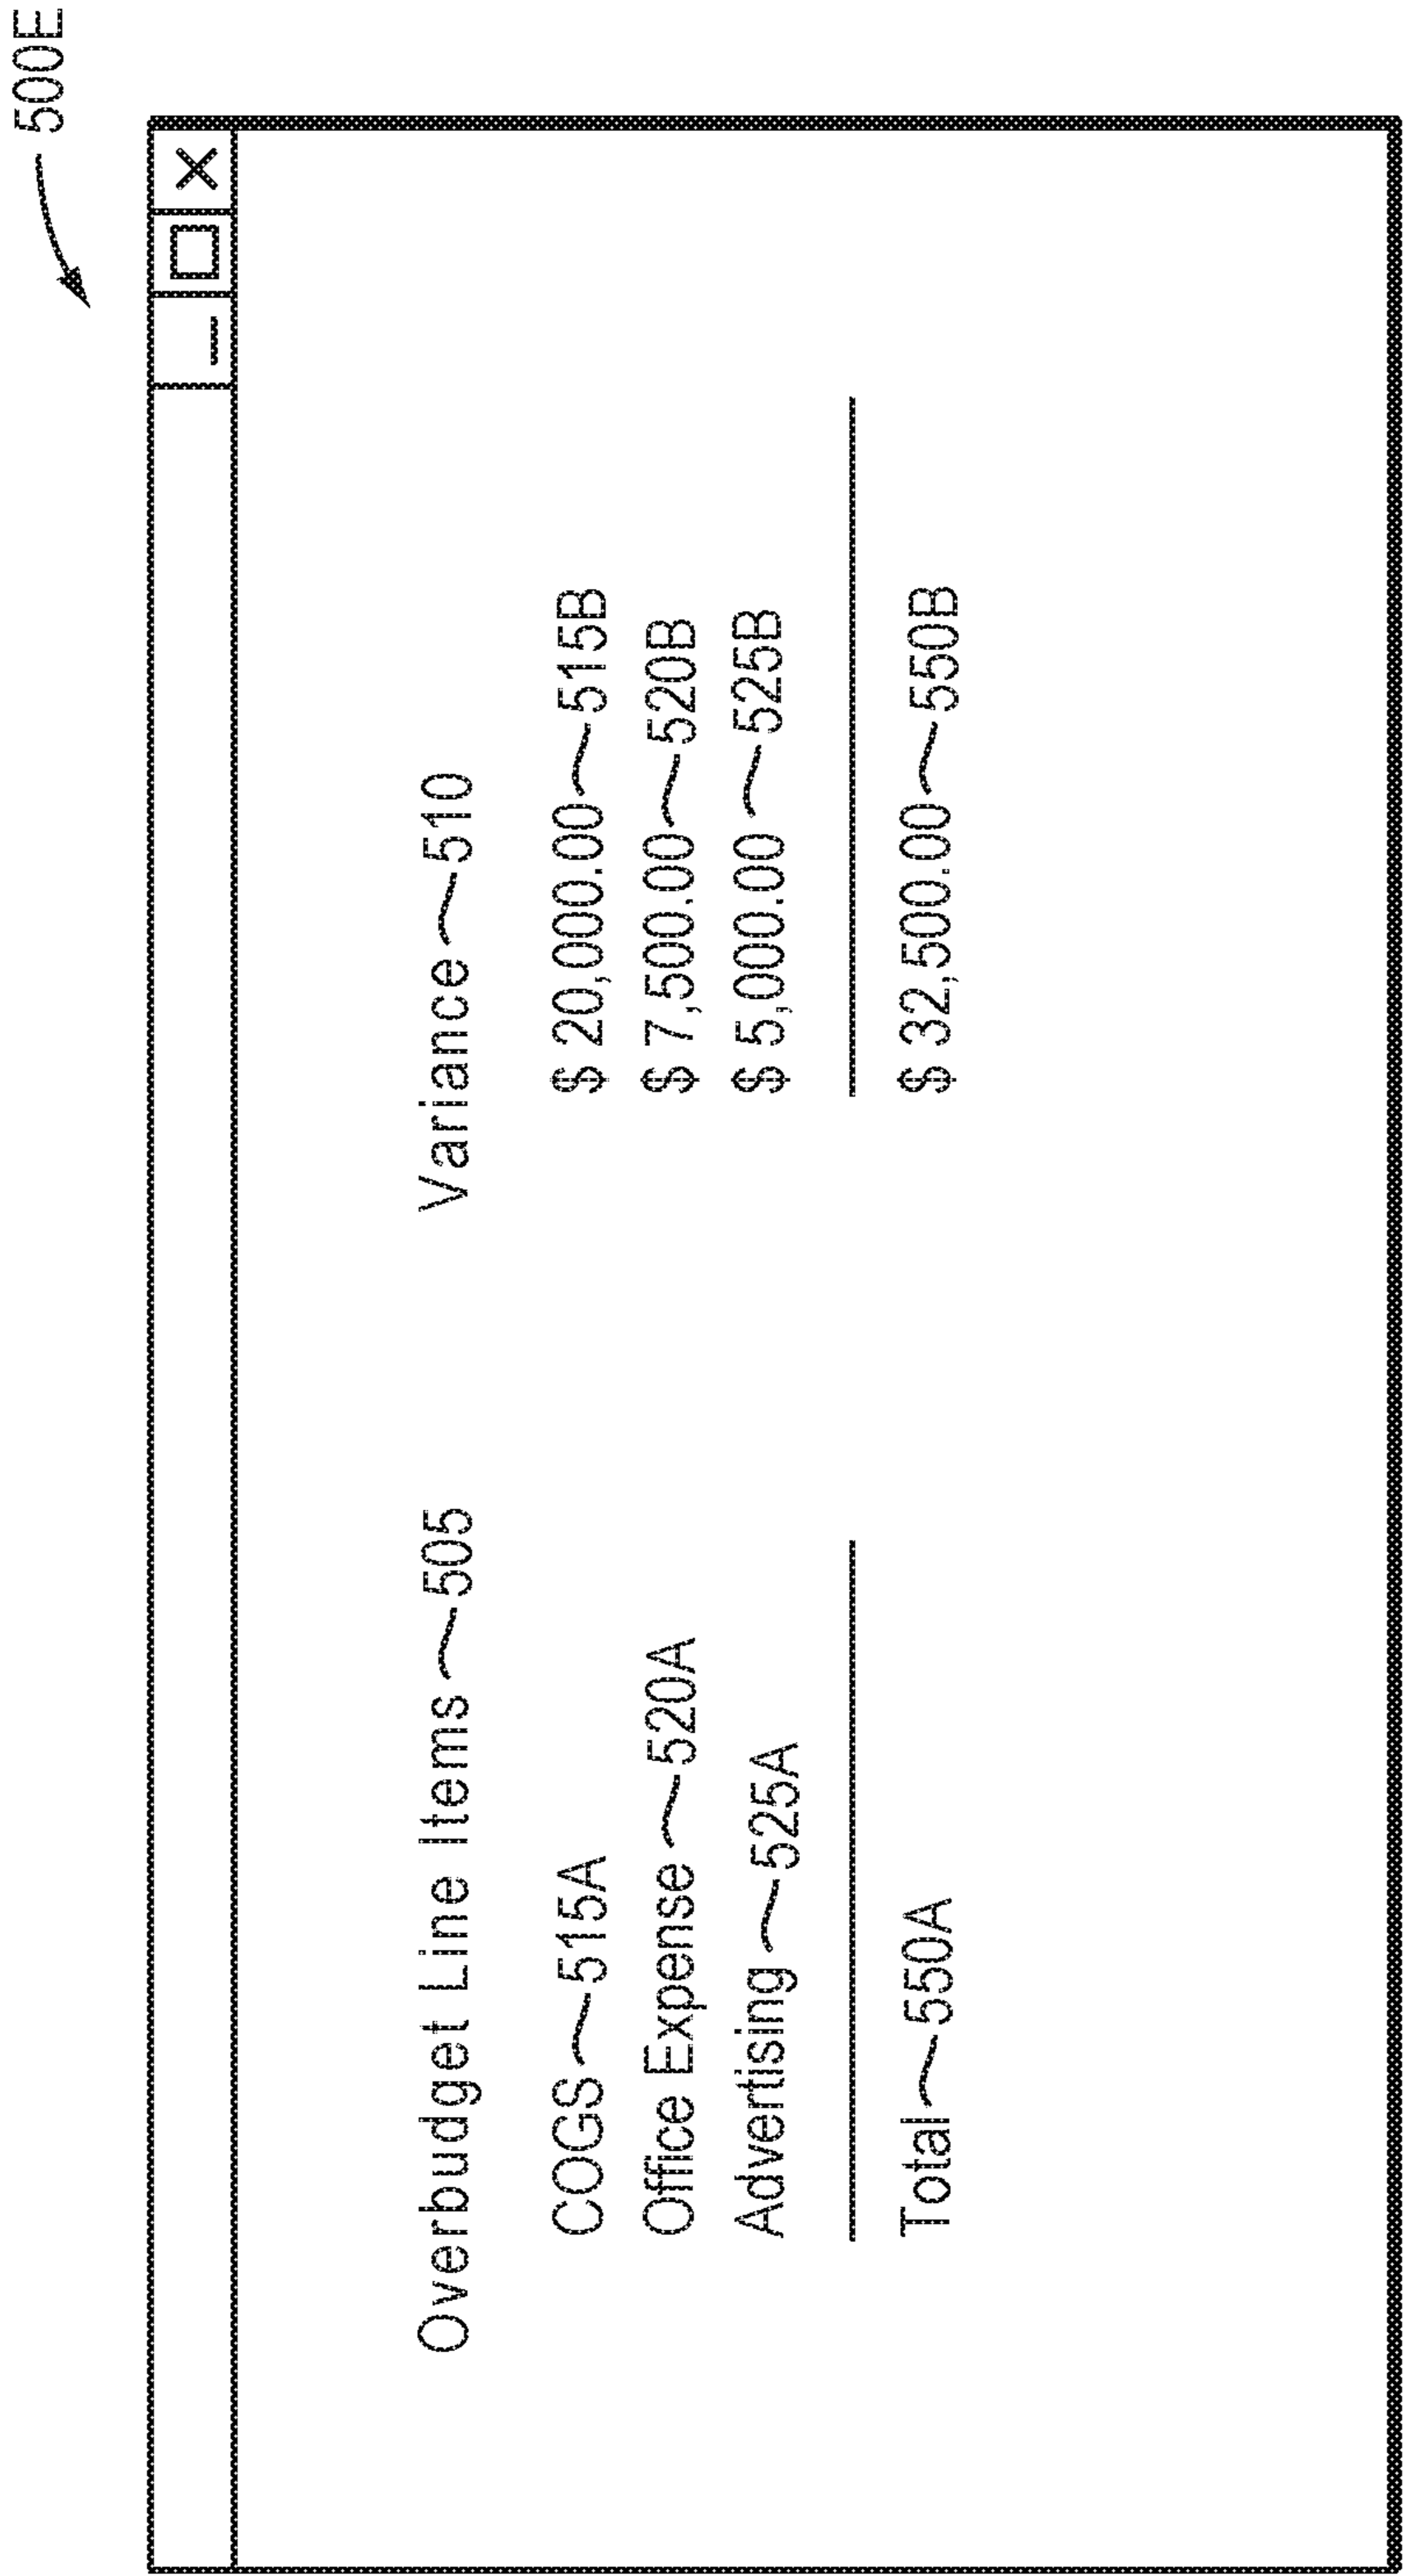 500E
Overbudget Line Items 505 Variance 510
COGS 515A $ 20,000.00 515B
Office Expense 520A $ 7,500.00 520B
Advertising 525A $ 5,000.00 525B
Total 550A $ 32,500.00 550B